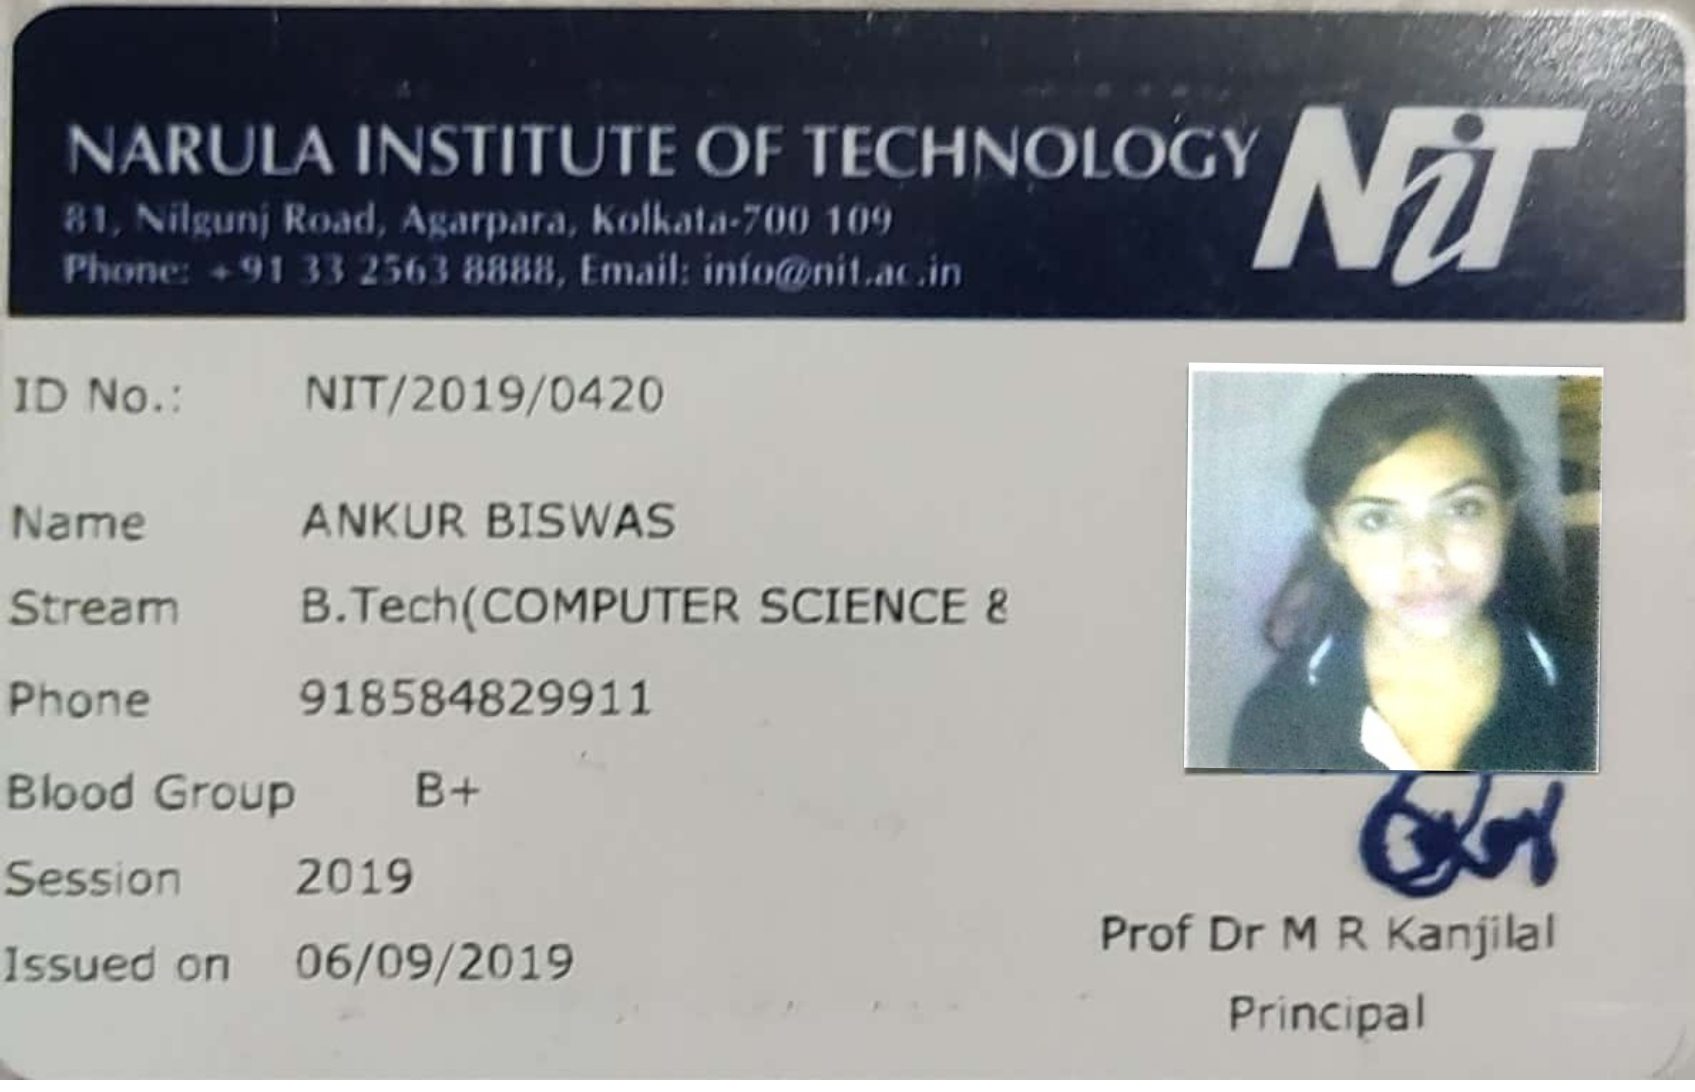 NARULA INSTITUTE OF TECHNOLOGY
NiT
81, Nilgunj Road, Agarpara, Kolkata-700 109
Phone: +91 33 2563 8888, Email: info@nit.ac.in
ID No.: NIT/2019/0420
Name ANKUR BISWAS
Stream B.Tech(COMPUTER SCIENCE &
Phone 918584829911
Blood Group B+
Session 2019
Issued on 06/09/2019
Prof Dr M R Kanjilal
Principal